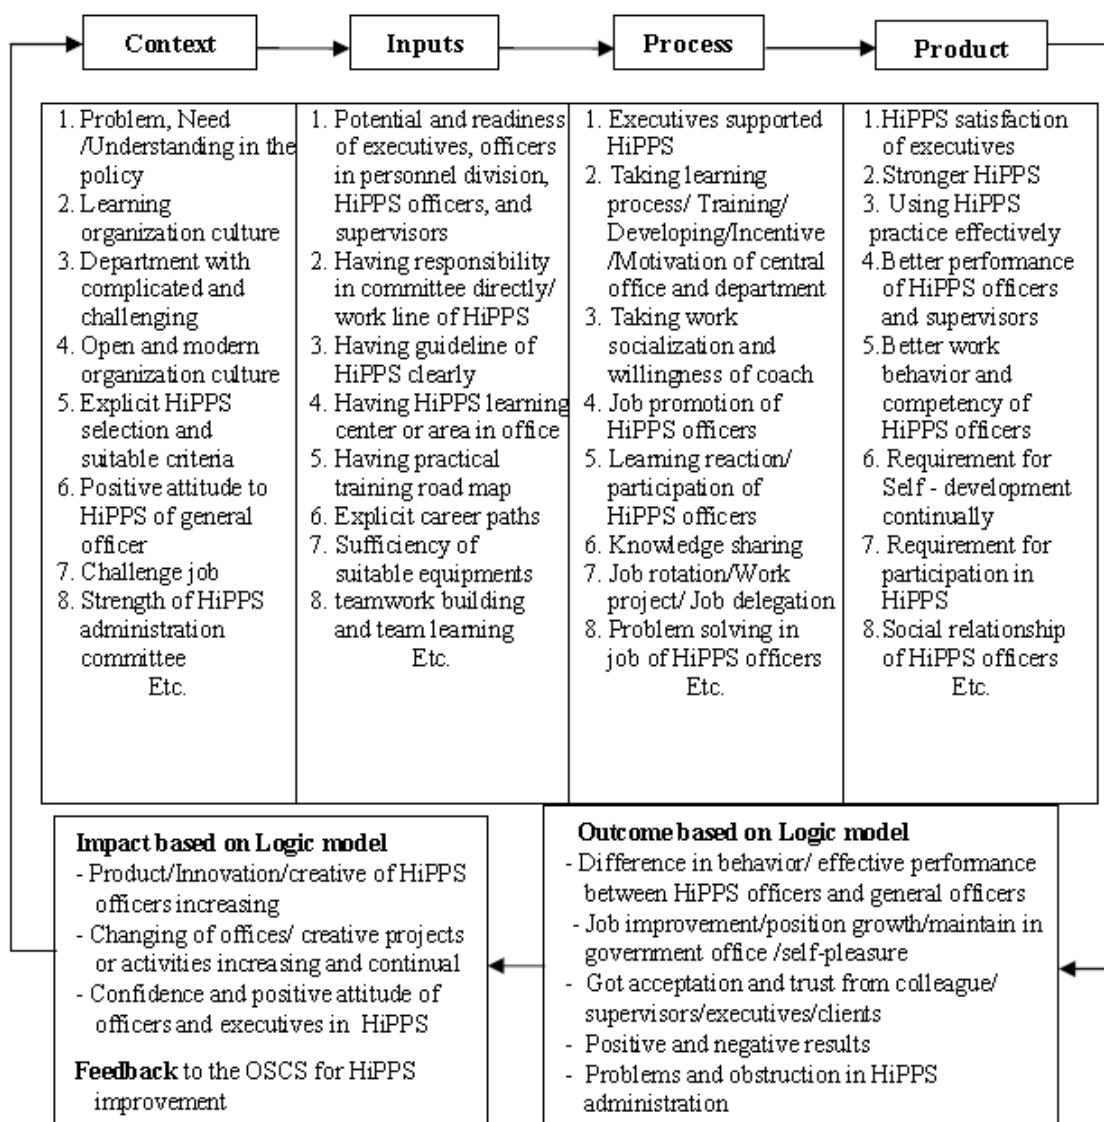 Context
Inputs
Process
Product
1. Problem, Need
/Understanding in the
policy
2. Learning
organization culture
3. Department with
complicated and
challenging
4. Open and modern
organization culture
5. Explicit HiPPS
selection and
suitable criteria
6. Positive attitude to
HiPPS of general
officer
7. Challenge job
8. Strength of HiPPS
administration
committee
Etc.
1. Potential and readiness
of executives, officers
in personnel division,
HiPPS officers, and
supervisors
2. Having responsibility
in committee directly/
work line of HiPPS
3. Having guideline of
HiPPS clearly
4. Having HiPPS learning
center or area in office
5. Having practical
training road map
6. Explicit career paths
7. Sufficiency of
suitable equipments
8. teamwork building
and team learning
Etc.
1. Executives supported
HiPPS
2. Taking learning
process/ Training/
Developing/Incentive
/Motivation of central
office and department
3. Taking work
socialization and
willingness of coach
4. Job promotion of
HiPPS officers
5. Learning reaction/
participation of
HiPPS officers
6. Knowledge sharing
7. Job rotation/Work
project/ Job delegation
8. Problem solving in
job of HiPPS officers
Etc.
1.HiPPS satisfaction
of executives
2.Stronger HiPPS
3. Using HiPPS
practice effectively
4.Better performance
of HiPPS officers
and supervisors
5.Better work
behavior and
competency of
HiPPS officers
6. Requirement for
Self - development
continually
7. Requirement for
participation in
HiPPS
8.Social relationship
of HiPPS officers
Etc.
Impact based on Logic model
- Product/Innovation/creative of HiPPS
officers increasing
- Changing of offices/ creative projects
or activities increasing and continual
- Confidence and positive attitude of
officers and executives in HiPPS
Feedback to the OSCS for HiPPS
improvement
Outcome based on Logic model
- Difference in behavior/ effective performance
between HiPPS officers and general officers
- Job improvement/position growth/maintain in
government office /self-pleasure
- Got acceptation and trust from colleague/
supervisors/executives/clients
- Positive and negative results
- Problems and obstruction in HiPPS
administration